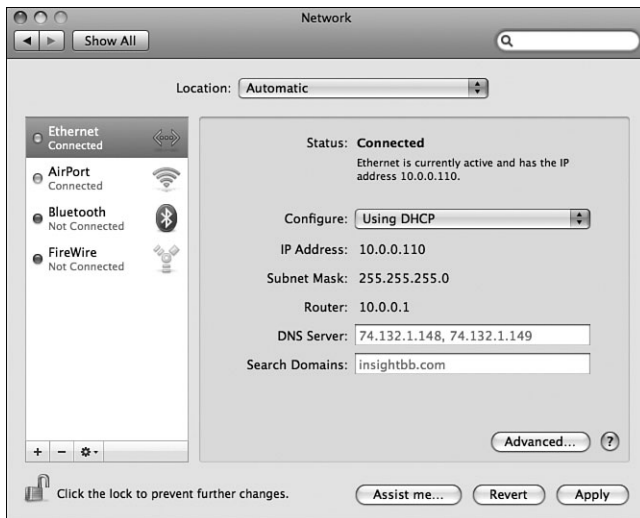 Network
Show All
Location: Automatic
Ethernet
Connected
AirPort
Connected
Bluetooth
Not Connected
FireWire
Not Connected
Status: Connected
Ethernet is currently active and has the IP
address 10.0.0.110.
Configure: Using DHCP
IP Address: 10.0.0.110
Subnet Mask: 255.255.255.0
Router: 10.0.0.1
DNS Server: 74.132.1.148, 74.132.1.149
Search Domains: insightbb.com
Advanced... ?
Click the lock to prevent further changes.
Assist me... Revert Apply